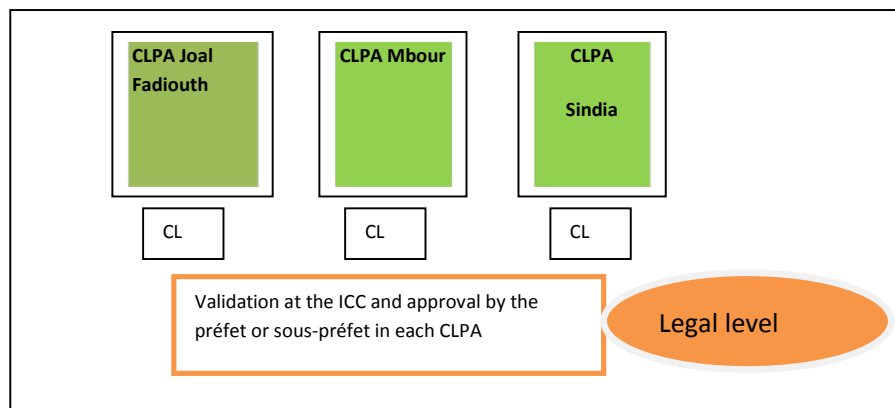 CLPA Joal
Fadiouth
CLPA Mbour
CLPA
Sindia
CL
CL
CL
Validation at the ICC and approval by the
préfet or sous-préfet in each CLPA
Legal level